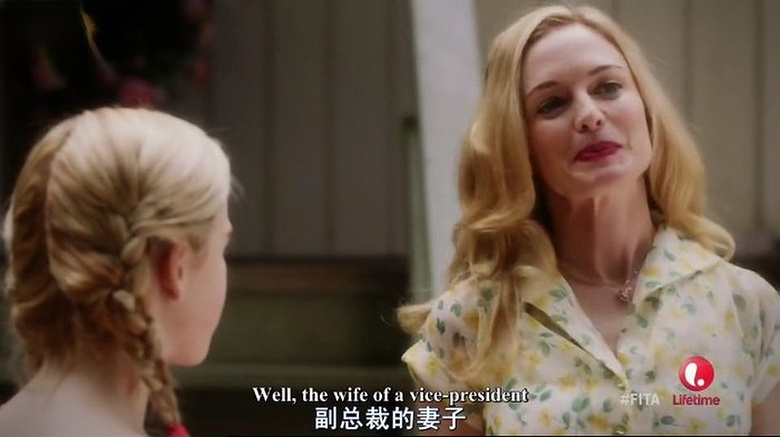 Well, the wife of a vice-president
副总裁的妻子
#FITA
Lifetime